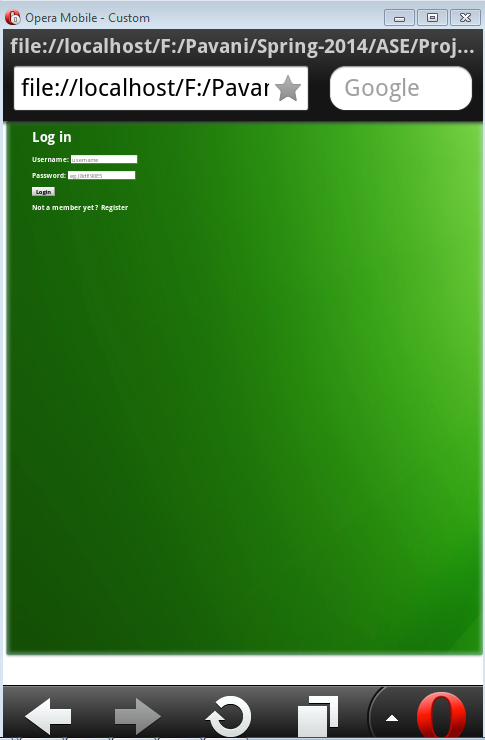 Opera Mobile - Custom
file://localhost/F:/Pavani/Spring-2014/ASE/Proj...
file://localhost/F:/Pavar
Google
Log in
Username: username
Password:
Login
Not a member yet ? Register